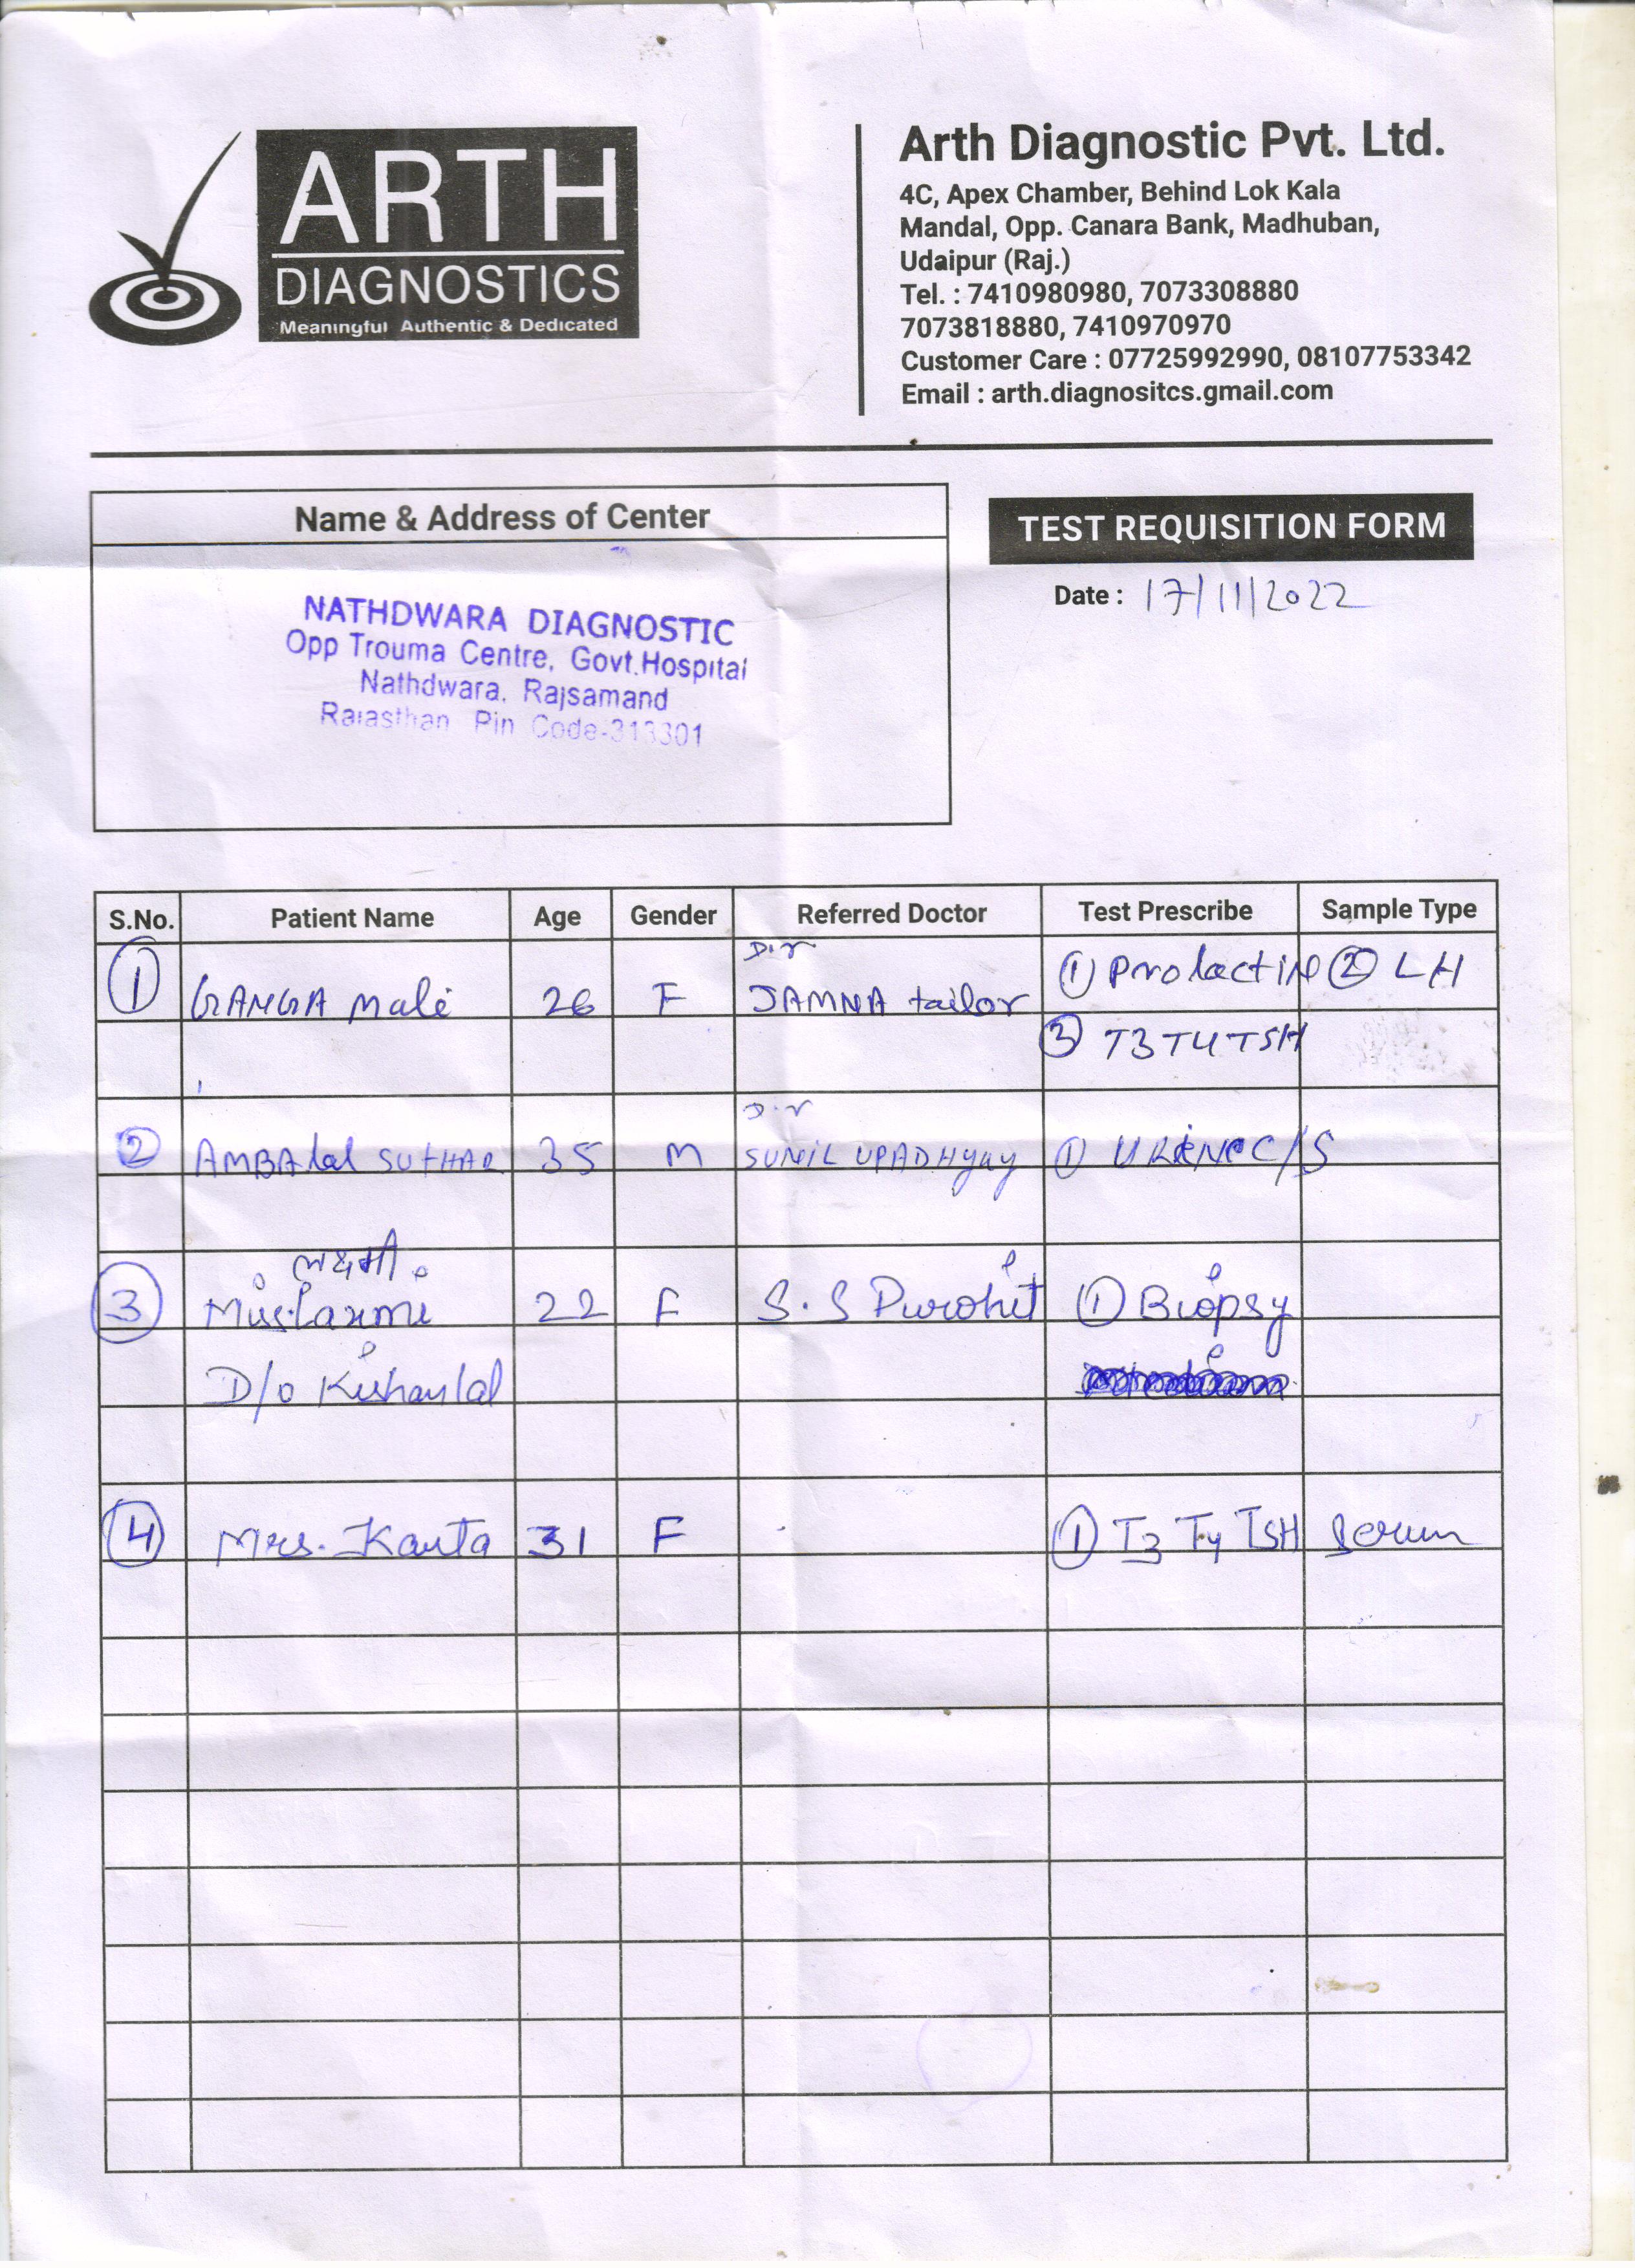 ARTH
DIAGNOSTICS
Meaningful Authentic & Dedicated
Arth Diagnostic Pvt. Ltd.
4C, Apex Chamber, Behind Lok Kala
Mandal, Opp. Canara Bank, Madhuban,
Udaipur (Raj.)
Tel. : 7410980980, 7073308880
7073818880, 7410970970
Customer Care : 07725992990, 08107753342
Email : arth.diagnositcs.gmail.com
Name & Address of Center
NATHDWARA DIAGNOSTIC
Opp Trouma Centre, Govt.Hospital
Nathdwara, Rajsamand
Rajasthan Pin Code-313301
TEST REQUISITION FORM
Date : 17/11/2022
S.No. Patient Name Age Gender Referred Doctor Test Prescribe Sample Type
D.r
1 GANGA Mali 26 F JAMNA tailor 1 Prolactin 2 LH
3 T3 T4 TSH
D.r
2 AMBAlal SUTHAR 35 M SUNIL UPADHyay 1 URINE C/S
लक्ष्मी
3 Miss Laxmi 22 F S.S Purohit 1 Biopsy
D/o Kishanlal
4 Mrs. Kanta 31 F 1 T3 T4 TSH Serum